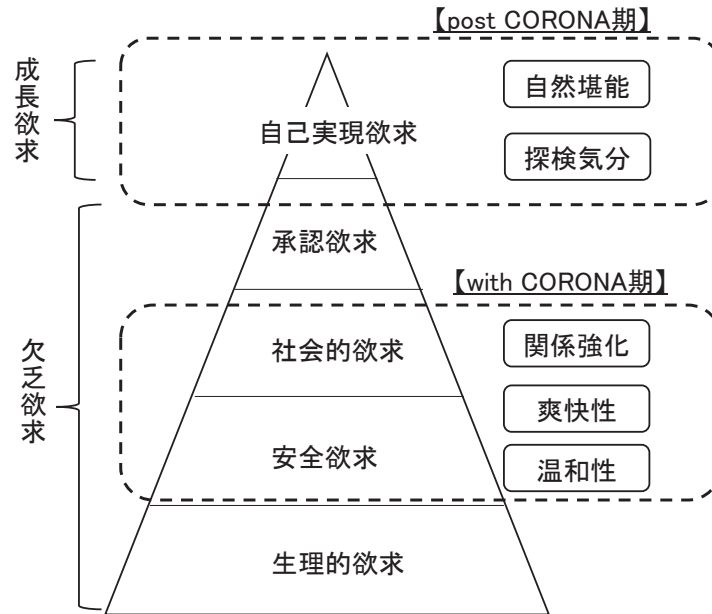 【post CORONA期】
成長欲求
自然堪能
自己実現欲求
探検気分
承認欲求
【with CORONA期】
欠乏欲求
社会的欲求
関係強化
爽快性
安全欲求
温和性
生理的欲求